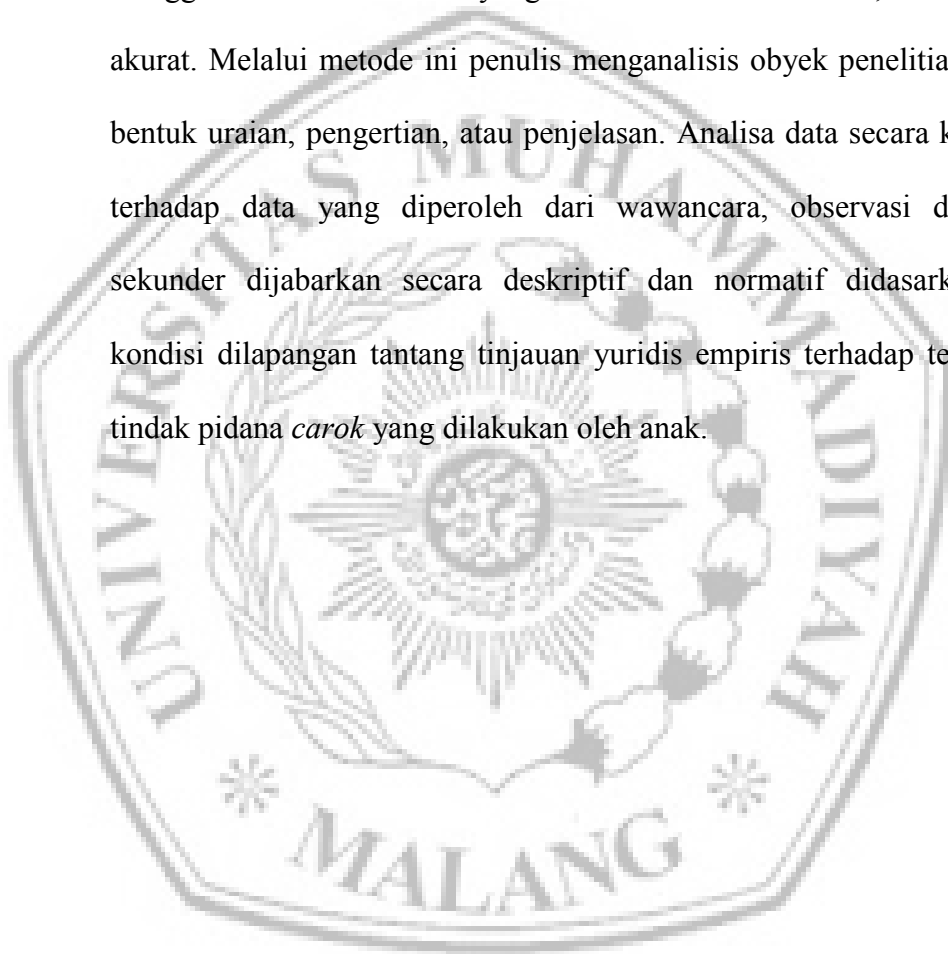 akurat. Melalui metode ini penulis menganalisis obyek penelitia
bentuk uraian, pengertian, atau penjelasan. Analisa data secara k
terhadap data yang diperoleh dari wawancara, observasi d
sekunder dijabarkan secara deskriptif dan normatif didasark
kondisi dilapangan tantang tinjauan yuridis empiris terhadap te
tindak pidana carok yang dilakukan oleh anak.
UNIVERSITAS MUHAMMADIYAH
MALANG